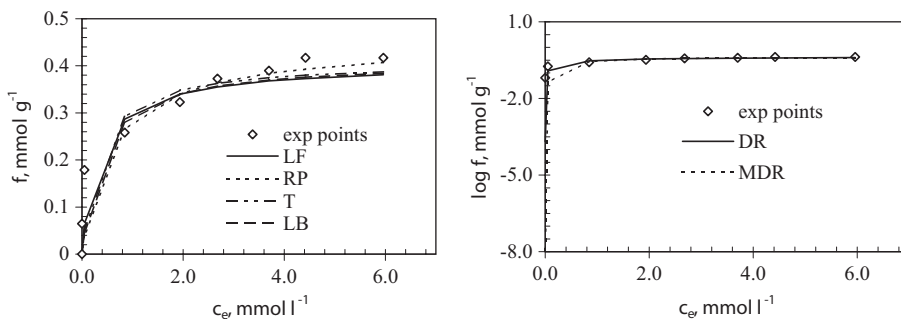 0.5
0.4
0.3
0.2
0.1
0
f, mmol g-1
0.0
2.0
4.0
6.0
ce, mmol l-1
exp points
LF
RP
T
LB
1.0
-2.0
-5.0
-8.0
log f, mmol g-1
0.0
2.0
4.0
6.0
ce, mmol l-1
exp points
DR
MDR